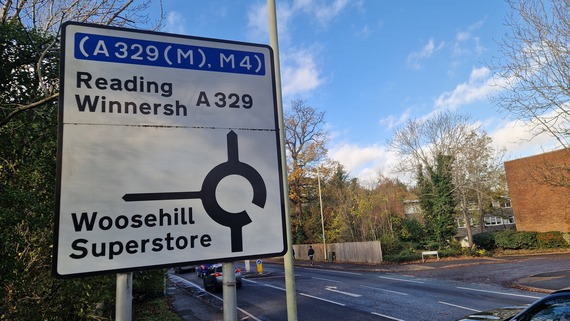 (A329(M), M4)
Reading
Winnersh A329
Woosehill
Superstore